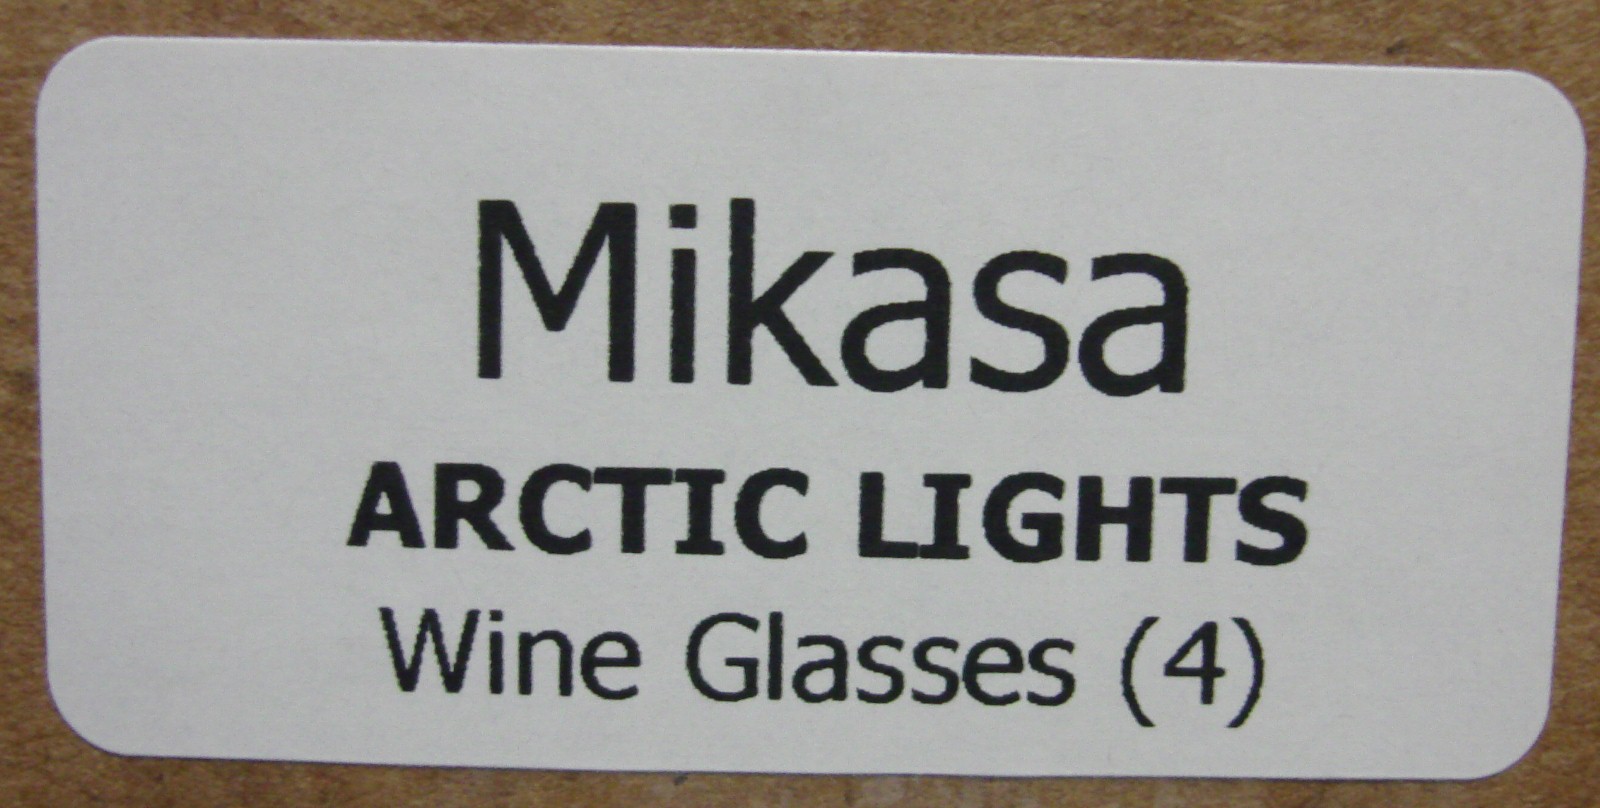 Mikasa
ARCTIC LIGHTS
Wine Glasses (4)